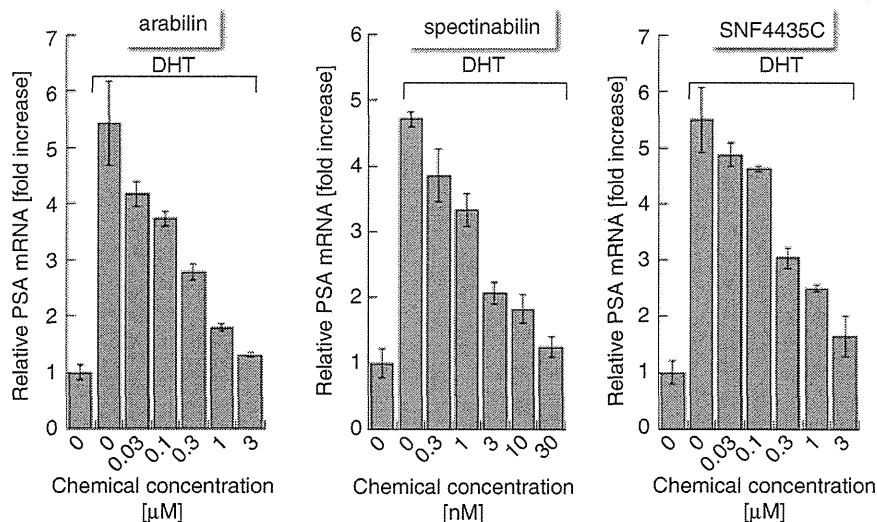 arabilin
DHT
Relative PSA mRNA [fold increase]
7
6
5
4
3
2
1
0
0
0
0.03
0.1
0.3
1
3
Chemical concentration
[μM]
spectinabilin
DHT
Relative PSA mRNA [fold increase]
6
5
4
3
2
1
0
0
0
0.3
1
3
10
30
Chemical concentration
[nM]
SNF4435C
DHT
Relative PSA mRNA [fold increase]
7
6
5
4
3
2
1
0
0
0
0.03
0.1
0.3
1
3
Chemical concentration
[μM]